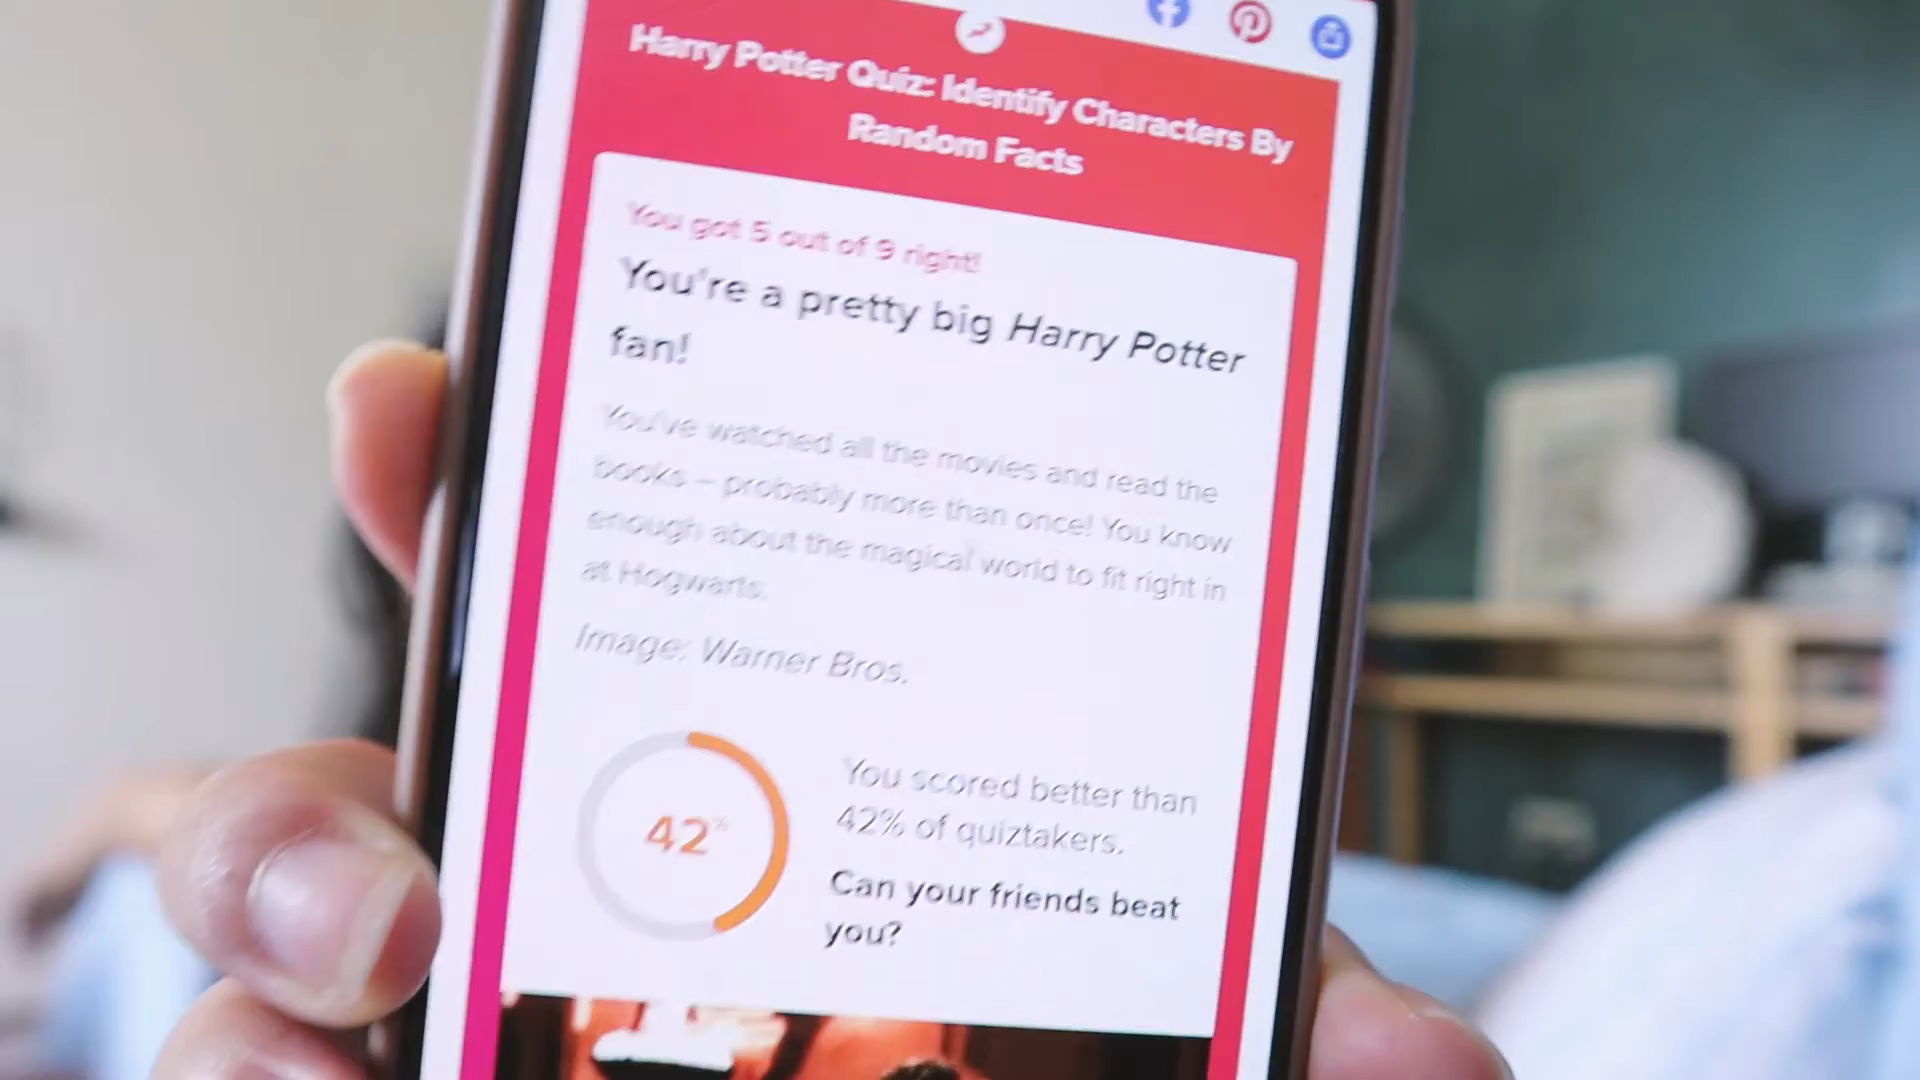 Harry Potter Quiz: Identify Characters By
Random Facts
You got 5 out of 9 right!
You're a pretty big Harry Potter
fan!
You've watched all the movies and read the
books – probably more than once! You know
enough about the magical world to fit right in
at Hogwarts.
Image: Warner Bros.
42%
You scored better than
42% of quiztakers.
Can your friends beat
you?